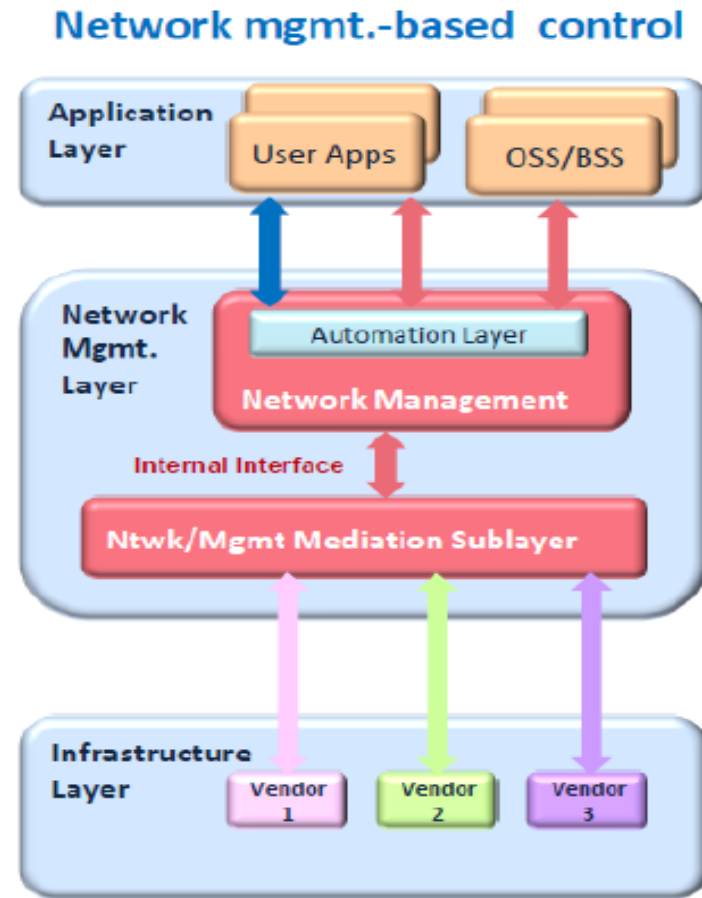 Network mgmt.-based control
Application
Layer
User Apps
OSS/BSS
Network
Mgmt.
Layer
Automation Layer
Network Management
Internal Interface
Ntwk/Mgmt Mediation Sublayer
Infrastructure
Layer
Vendor
1
Vendor
2
Vendor
3